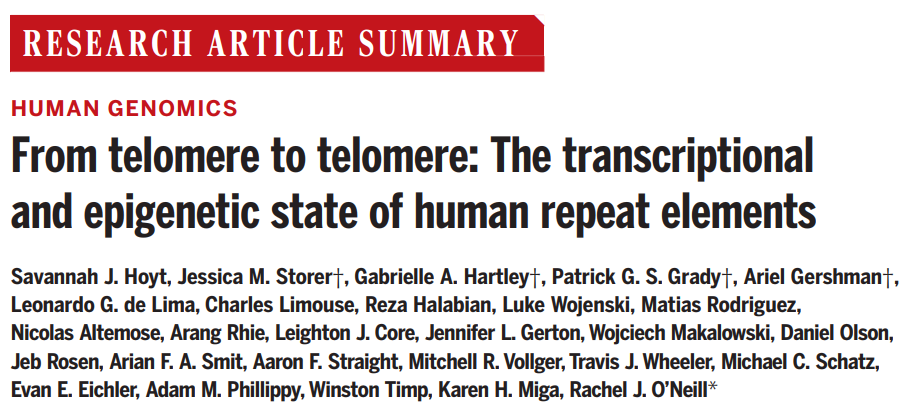 RESEARCH ARTICLE SUMMARY
HUMAN GENOMICS
From telomere to telomere: The transcriptional
and epigenetic state of human repeat elements
Savannah J. Hoyt, Jessica M. Storer†, Gabrielle A. Hartley†, Patrick G. S. Grady†, Ariel Gershman†,
Leonardo G. de Lima, Charles Limouse, Reza Halabian, Luke Wojenski, Matias Rodriguez,
Nicolas Altemose, Arang Rhie, Leighton J. Core, Jennifer L. Gerton, Wojciech Makalowski, Daniel Olson,
Jeb Rosen, Arian F. A. Smit, Aaron F. Straight, Mitchell R. Vollger, Travis J. Wheeler, Michael C. Schatz,
Evan E. Eichler, Adam M. Phillippy, Winston Timp, Karen H. Miga, Rachel J. O’Neill*